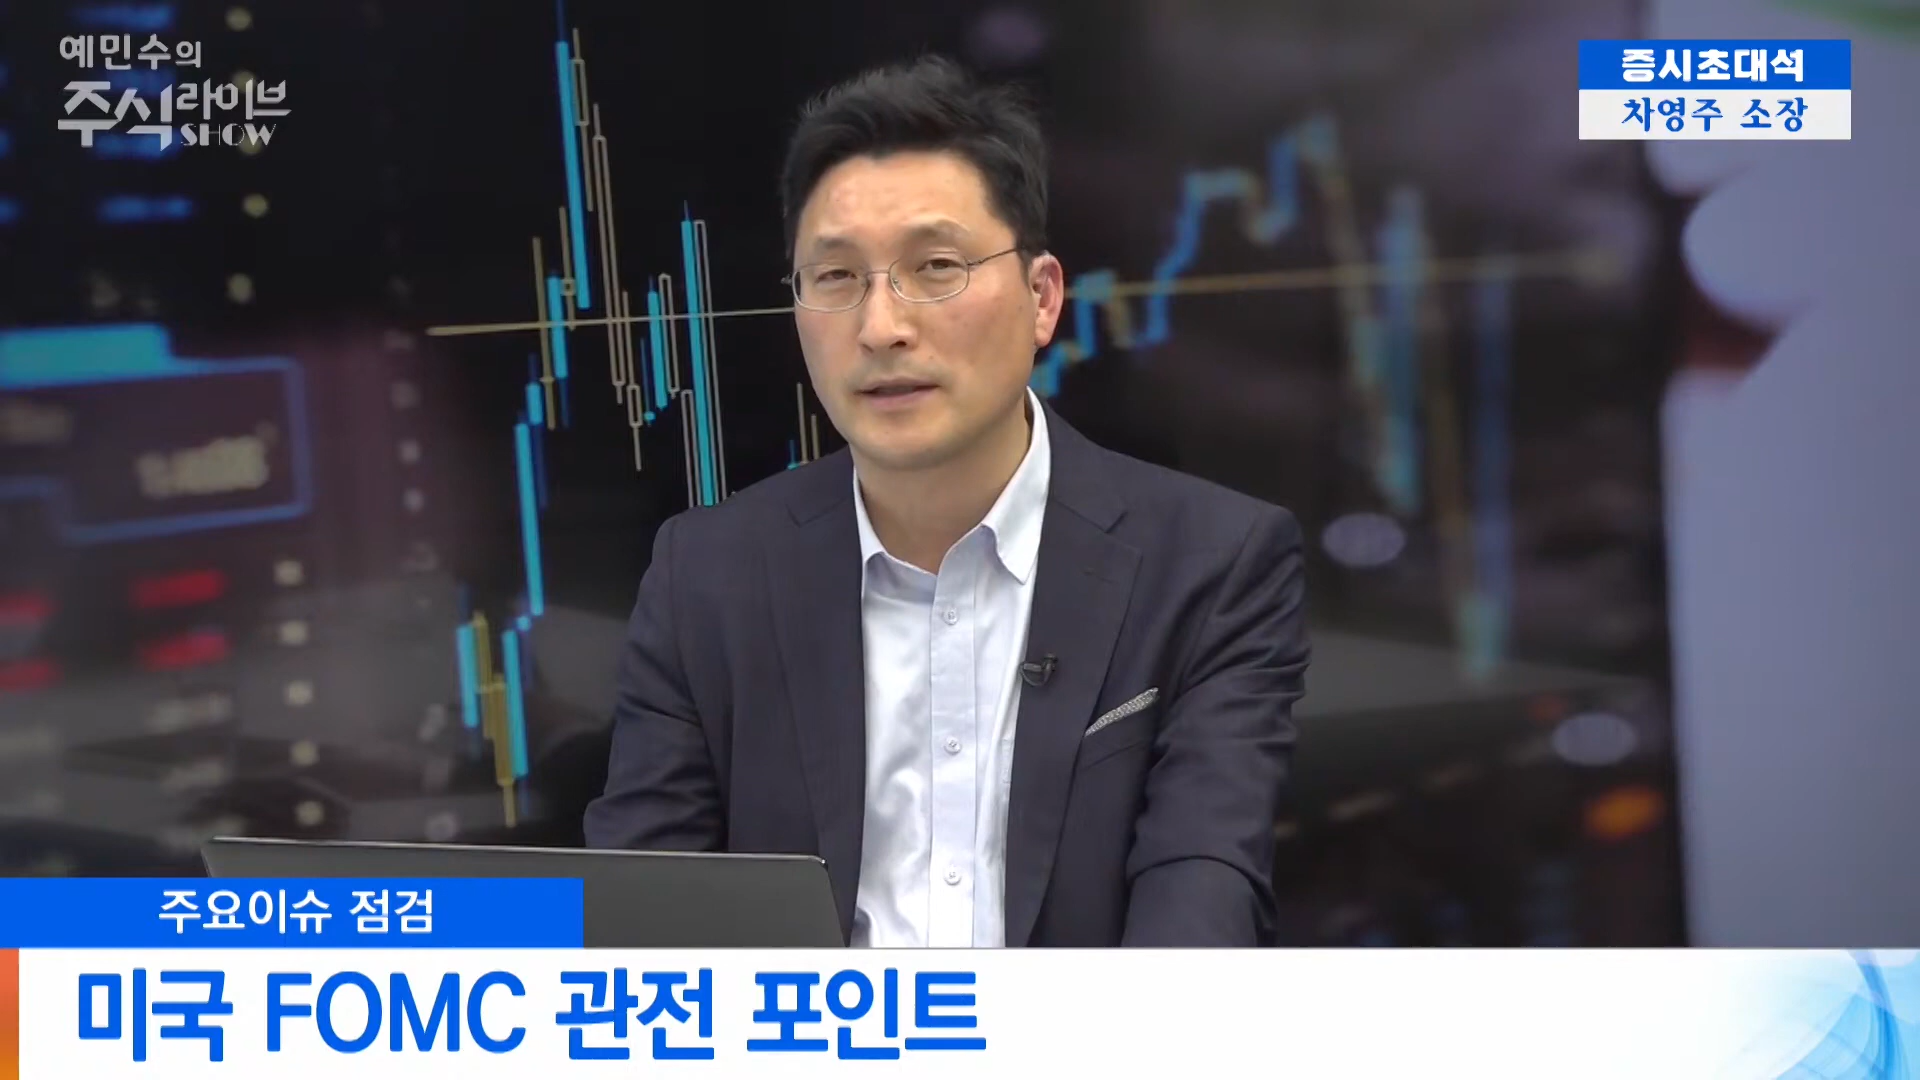 예민수의
주식라이브
SHOW
증시초대석
차영주 소장
주요이슈 점검
미국 FOMC 관전 포인트